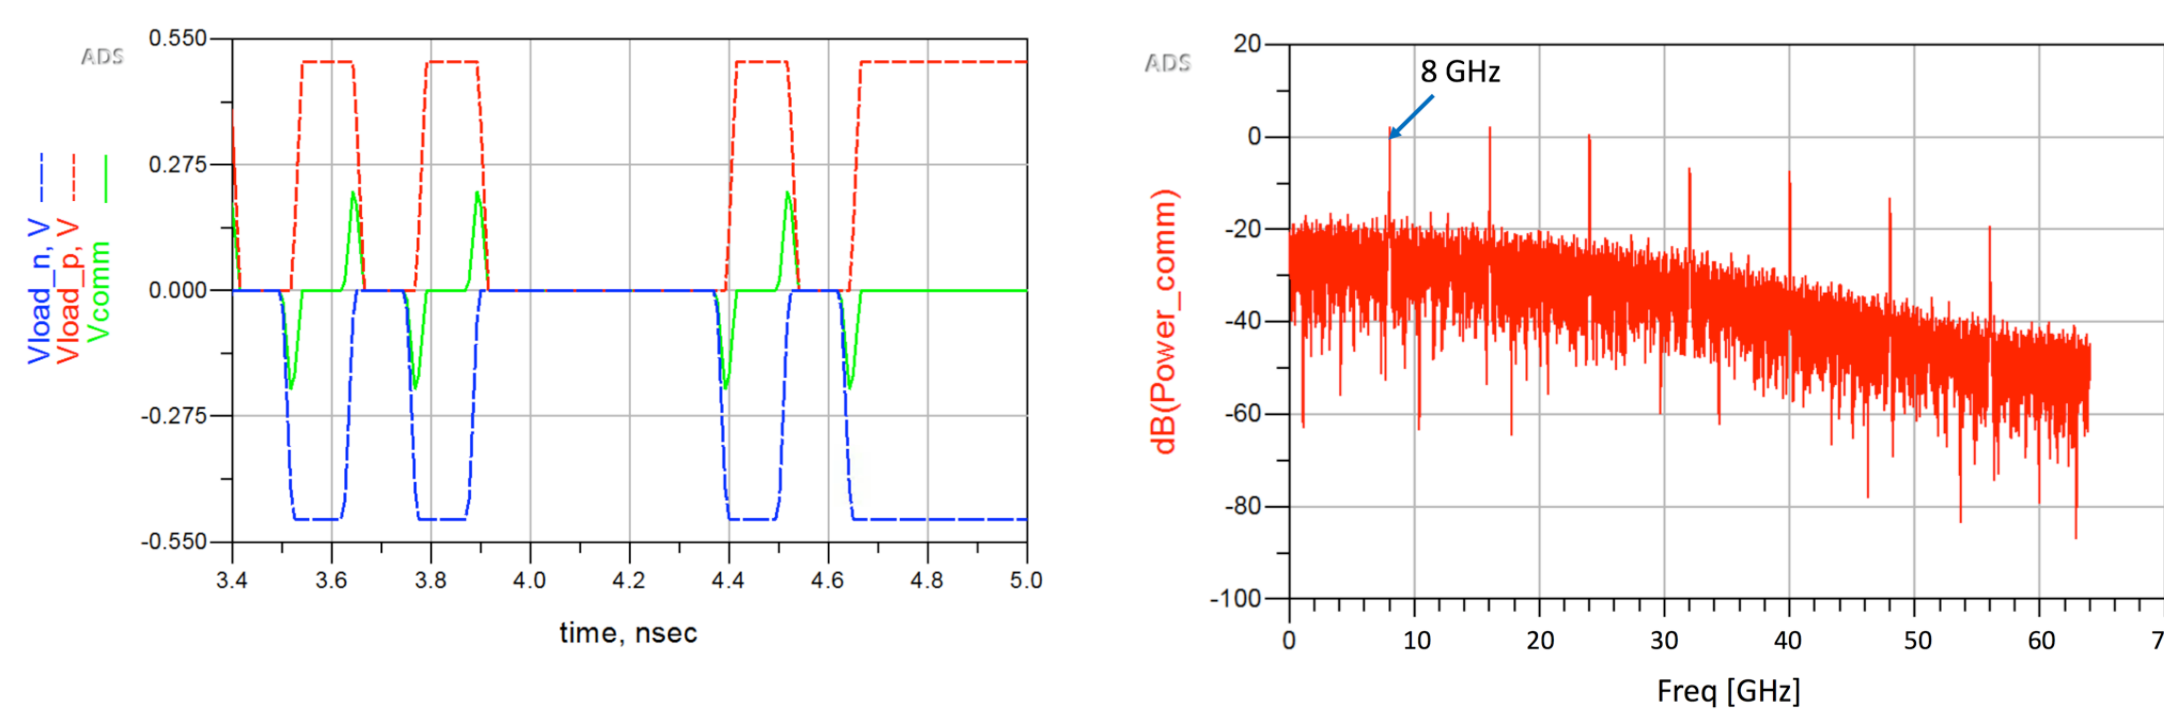 ADS
0.550
0.275
0.000
-0.275
-0.550
3.4 3.6 3.8 4.0 4.2 4.4 4.6 4.8 5.0
time, nsec
Vload_n, V
Vload_p, V
Vcomm
ADS
8 GHz
20
0
-20
-40
-60
-80
-100
0 10 20 30 40 50 60 7
Freq [GHz]
dB(Power_comm)